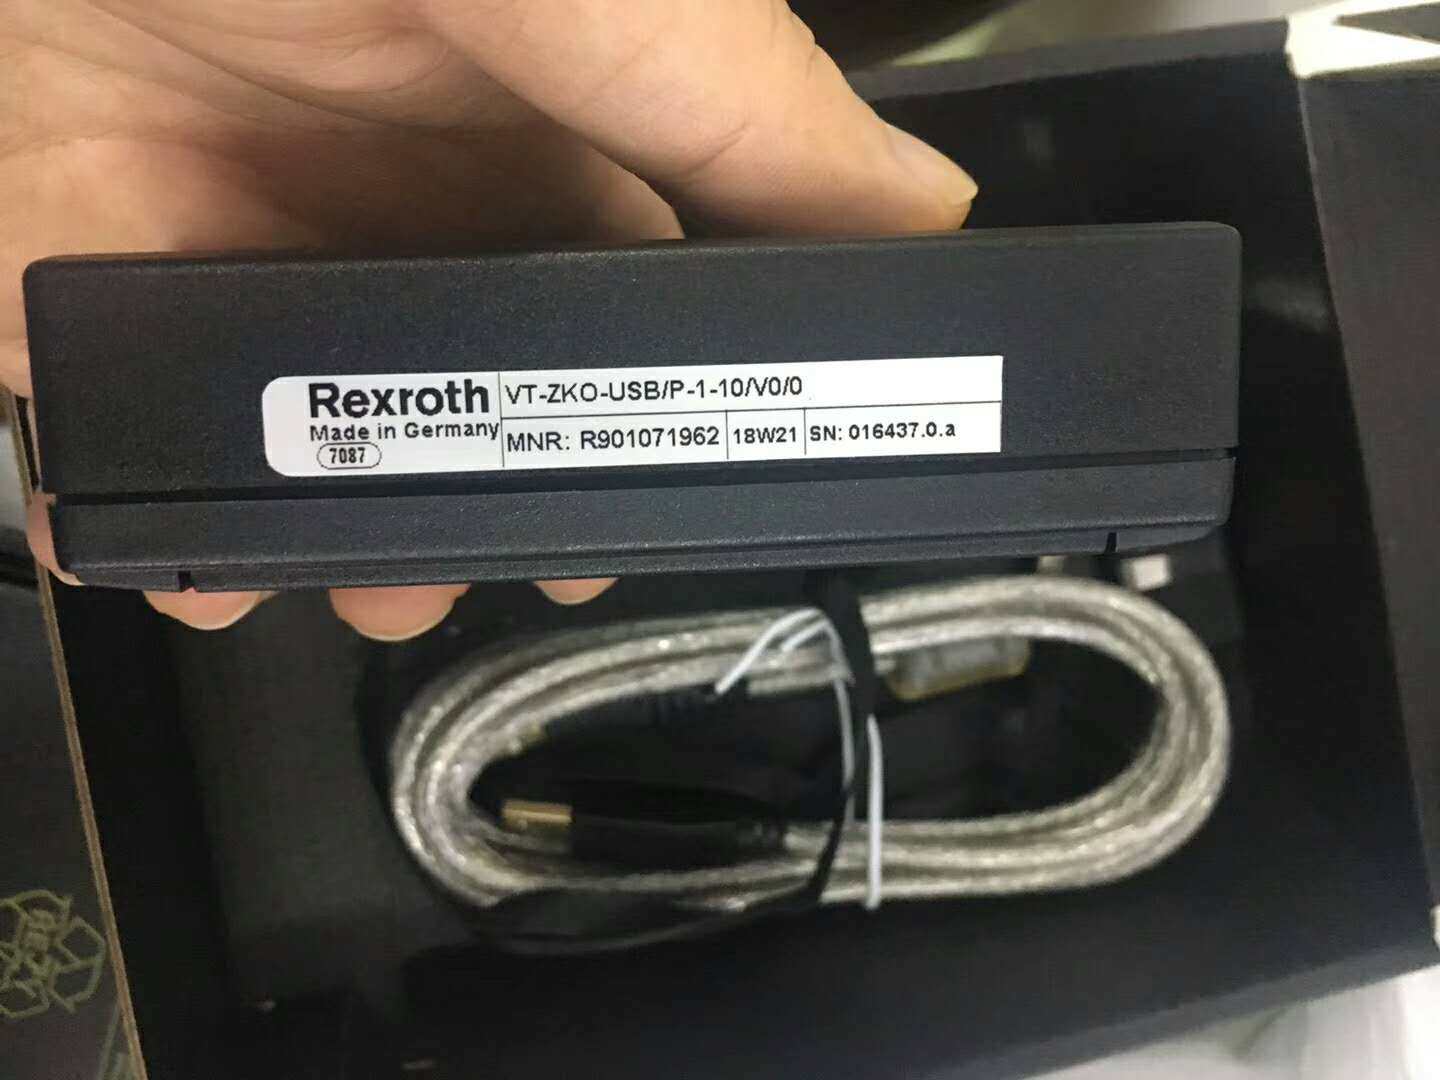 Rexroth
Made in Germany
7087
VT-ZKO-USB/P-1-10/V0/0
MNR: R901071962
18W21
SN: 016437.0.a